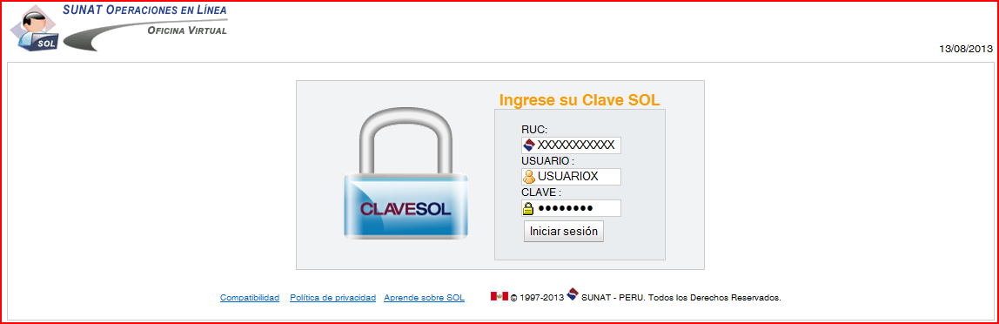 SUNAT OPERACIONES EN LÍNEA
OFICINA VIRTUAL
SOL
13/08/2013
Ingrese su Clave SOL
RUC:
XXXXXXXXXXX
USUARIO :
USUARIOX
CLAVE :
●●●●●●●●
Iniciar sesión
CLAVESOL
Compatibilidad Política de privacidad Aprende sobre SOL © 1997-2013 SUNAT - PERU. Todos los Derechos Reservados.